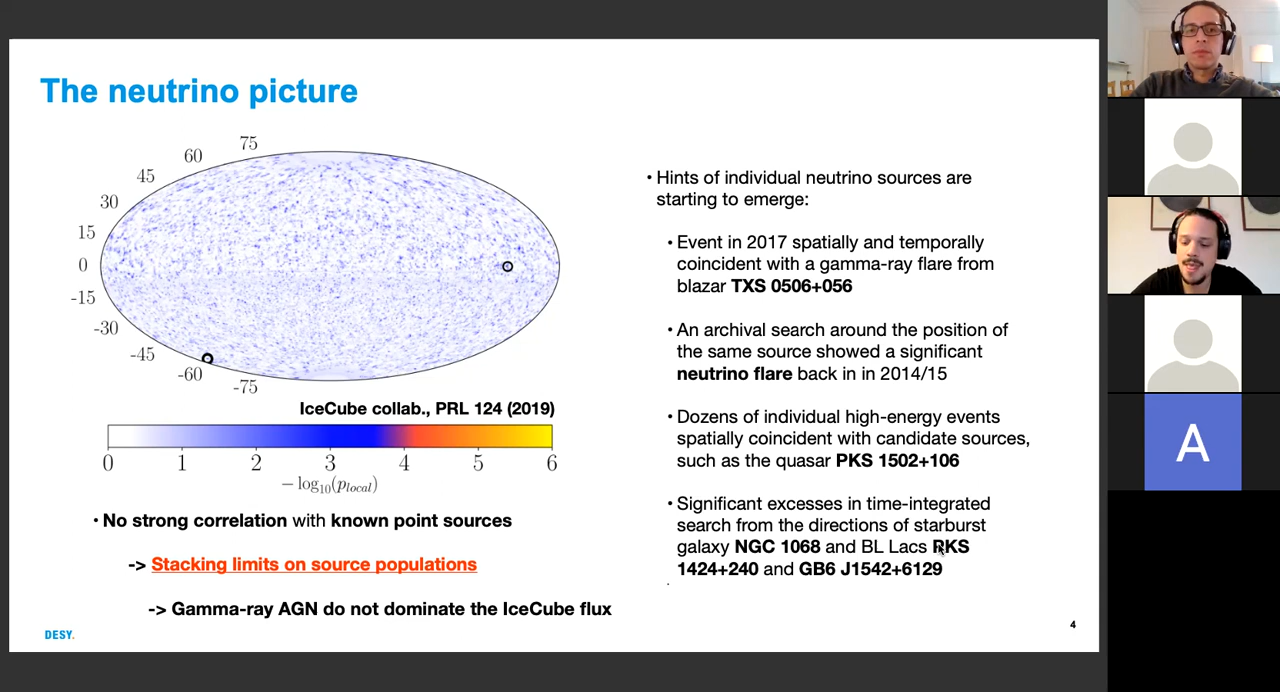 The neutrino picture
75
60
45
30
15
0
-15
-30
-45
-60
-75
IceCube collab., PRL 124 (2019)
0 1 2 3 4 5 6
− log10(plocal)
• No strong correlation with known point sources
-> Stacking limits on source populations
-> Gamma-ray AGN do not dominate the IceCube flux
• Hints of individual neutrino sources are
starting to emerge:
• Event in 2017 spatially and temporally
coincident with a gamma-ray flare from
blazar TXS 0506+056
• An archival search around the position of
the same source showed a significant
neutrino flare back in in 2014/15
• Dozens of individual high-energy events
spatially coincident with candidate sources,
such as the quasar PKS 1502+106
• Significant excesses in time-integrated
search from the directions of starburst
galaxy NGC 1068 and BL Lacs PKS
1424+240 and GB6 J1542+6129
DESY.
4
A